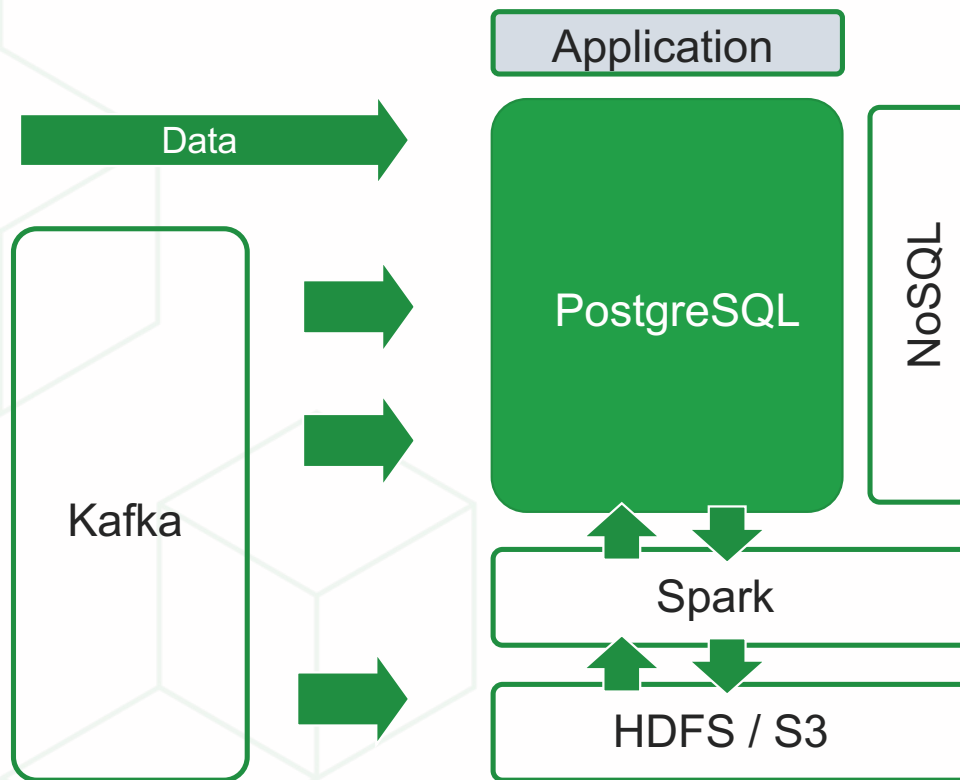 Application
Data
PostgreSQL
NoSQL
Kafka
Spark
HDFS / S3